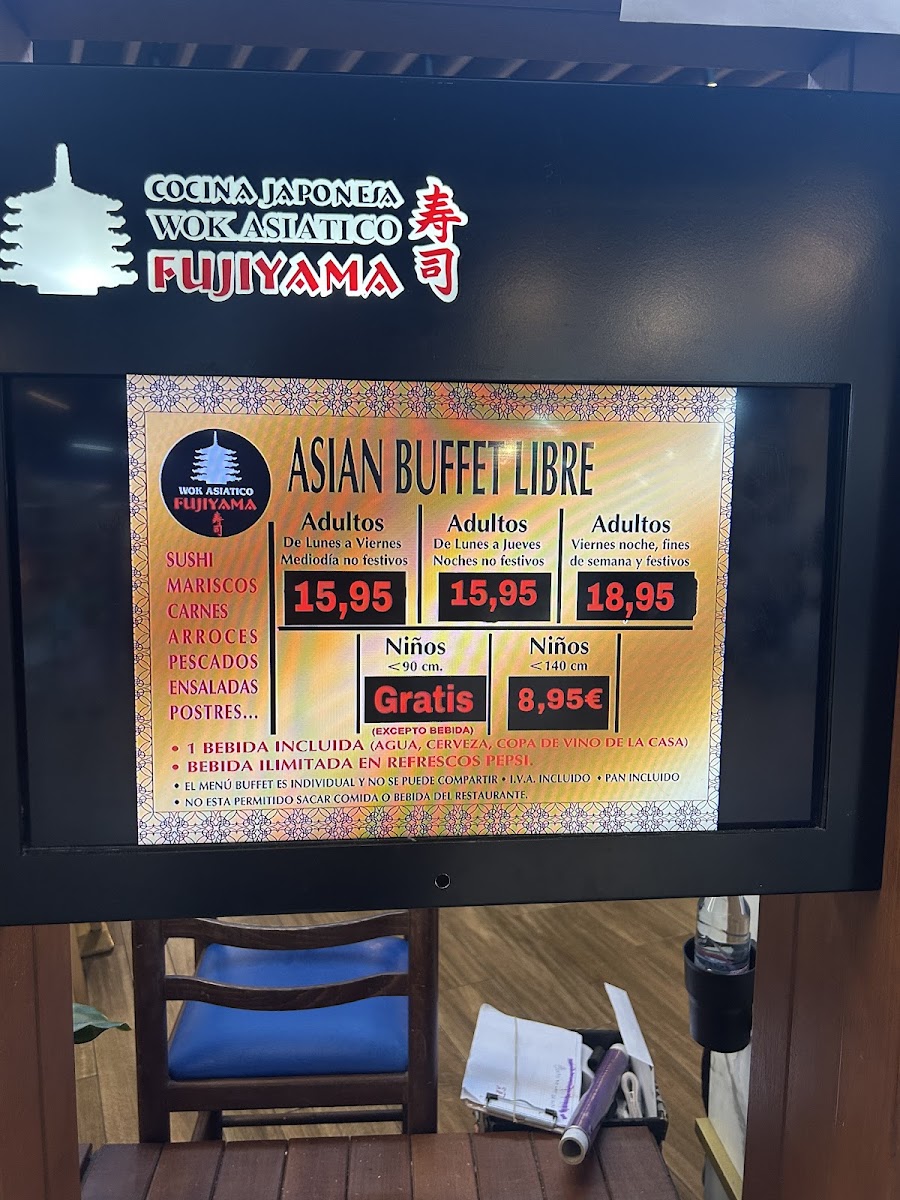 COCINA JAPONESA
WOK ASIATICO
FUJIYAMA
寿司
WOK ASIATICO
FUJIYAMA
寿司
ASIAN BUFFET LIBRE
SUSHI
MARISCOS
CARNES
ARROCES
PESCADOS
ENSALADAS
POSTRES...
Adultos
De Lunes a Viernes
Mediodía no festivos
15,95
Adultos
De Lunes a Jueves
Noches no festivos
15,95
Adultos
Viernes noche, fines
de semana y festivos
18,95
Niños
<90 cm.
Gratis
(EXCEPTO BEBIDA)
Niños
<140 cm
8,95€
• 1 BEBIDA INCLUIDA (AGUA, CERVEZA, COPA DE VINO DE LA CASA)
• BEBIDA ILIMITADA EN REFRESCOS PEPSI.
• EL MENÚ BUFFET ES INDIVIDUAL Y NO SE PUEDE COMPARTIR • I.V.A. INCLUIDO • PAN INCLUIDO
• NO ESTA PERMITIDO SACAR COMIDA O BEBIDA DEL RESTAURANTE.